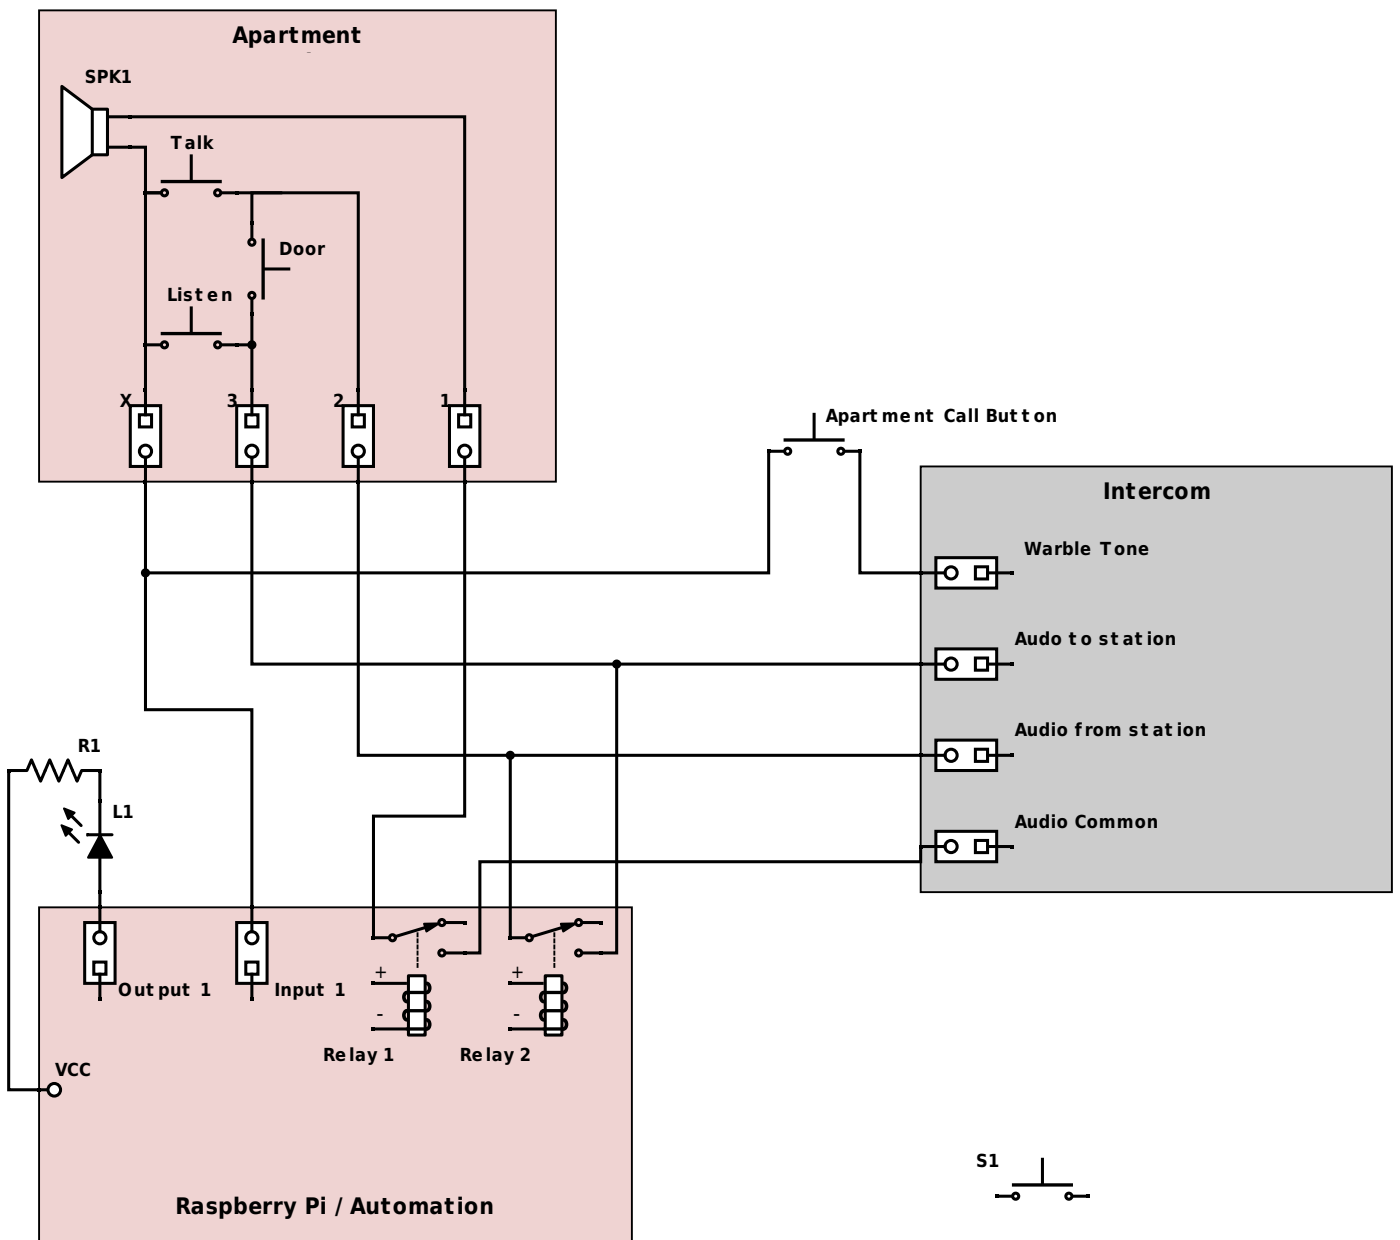 Apartment
SPK1
Talk
Door
Listen
X 3 2 1
Apartment Call Button
Intercom
Warble Tone
Audo to station
Audio from station
Audio Common
R1
L1
+ +
Output 1 Input 1
- -
Relay 1 Relay 2
VCC
S1
Raspberry Pi / Automation